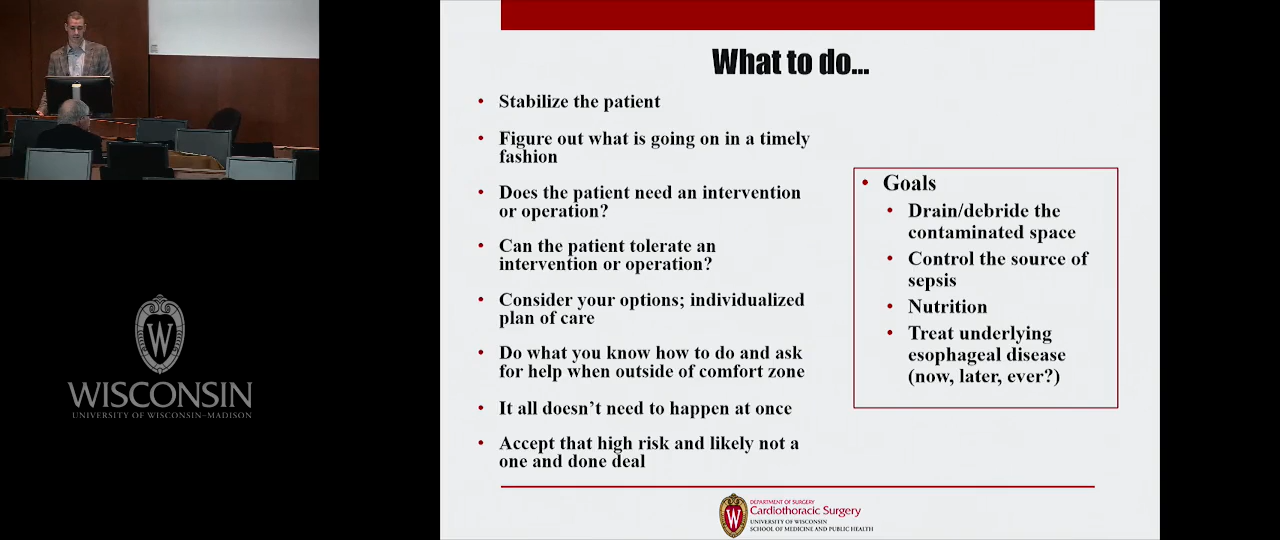 What to do...
• Stabilize the patient
• Figure out what is going on in a timely
fashion
• Does the patient need an intervention
or operation?
• Can the patient tolerate an
intervention or operation?
• Consider your options; individualized
plan of care
• Do what you know how to do and ask
for help when outside of comfort zone
• It all doesn't need to happen at once
• Accept that high risk and likely not a
one and done deal
• Goals
• Drain/debride the
contaminated space
• Control the source of
sepsis
• Nutrition
• Treat underlying
esophageal disease
(now, later, ever?)
W
WISCONSIN
UNIVERSITY OF WISCONSIN–MADISON
W
DEPARTMENT OF SURGERY
Cardiothoracic Surgery
UNIVERSITY OF WISCONSIN
SCHOOL OF MEDICINE AND PUBLIC HEALTH